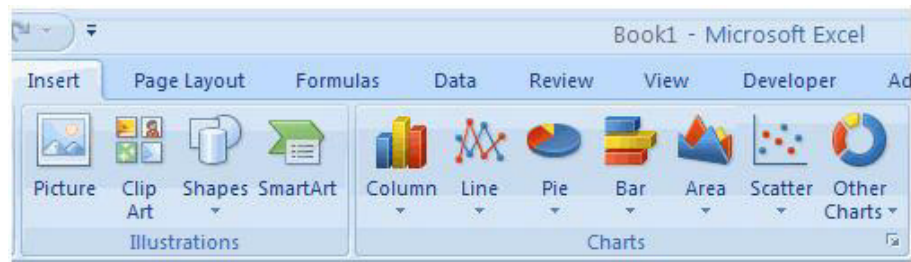 Book1 - Microsoft Excel
Insert Page Layout Formulas Data Review View Developer Ad
Picture Clip Shapes SmartArt Column Line Pie Bar Area Scatter Other
Art Charts
Illustrations Charts